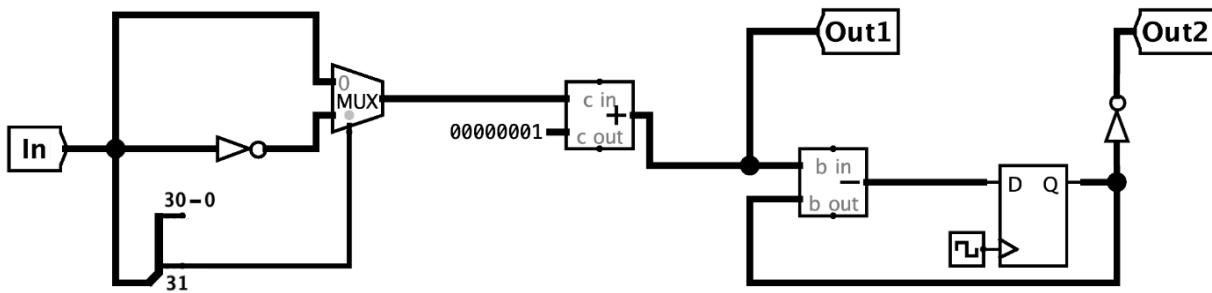 Out1
Out2
0
MUX
c in
+
c out
00000001
In
b in
−
b out
D Q
30-0
31